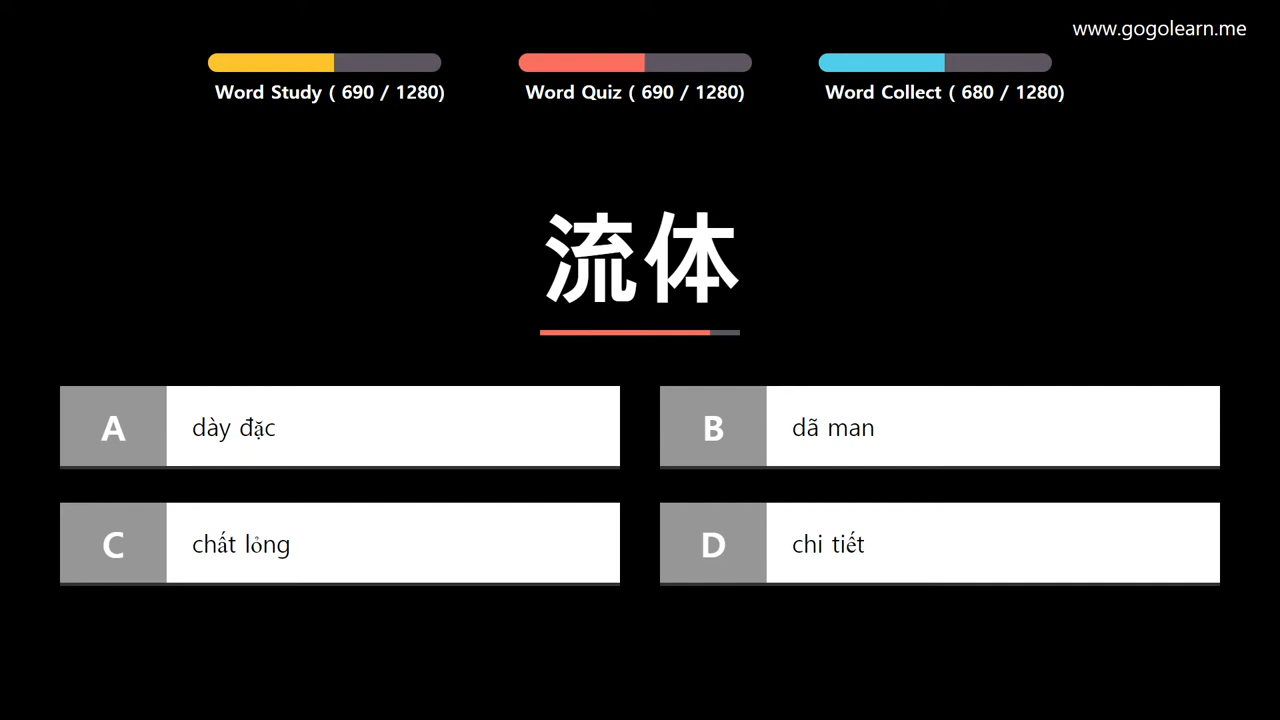 www.gogolearn.me
Word Study ( 690 / 1280)
Word Quiz ( 690 / 1280)
Word Collect ( 680 / 1280)
流体
A dày đặc
B dã man
C chất lỏng
D chi tiết